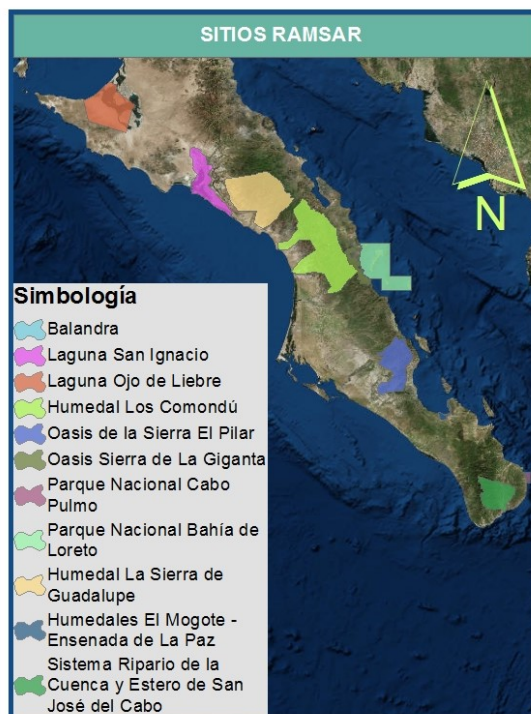 SITIOS RAMSAR
N
Simbología
Balandra
Laguna San Ignacio
Laguna Ojo de Liebre
Humedal Los Comondú
Oasis de la Sierra El Pilar
Oasis Sierra de La Giganta
Parque Nacional Cabo
Pulmo
Parque Nacional Bahía de
Loreto
Humedal La Sierra de
Guadalupe
Humedales El Mogote -
Ensenada de La Paz
Sistema Ripario de la
Cuenca y Estero de San
José del Cabo